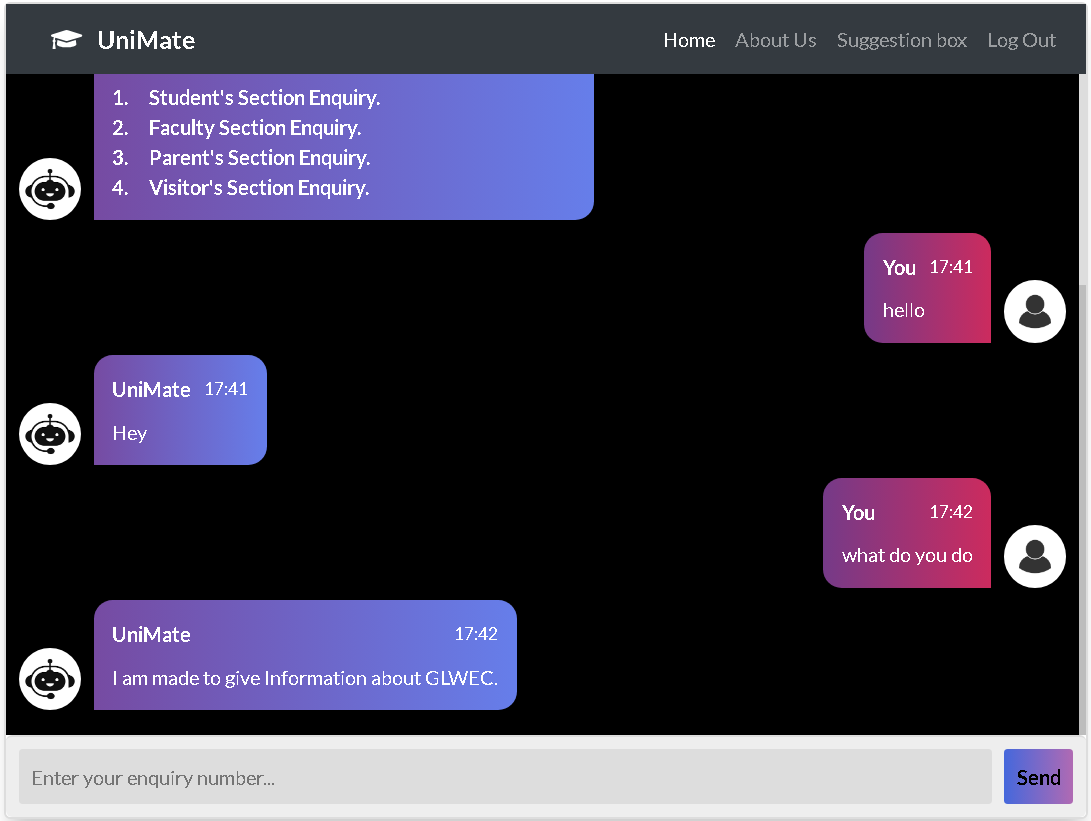 UniMate Home About Us Suggestion box Log Out
1. Student's Section Enquiry.
2. Faculty Section Enquiry.
3. Parent's Section Enquiry.
4. Visitor's Section Enquiry.
You 17:41
hello
UniMate 17:41
Hey
You 17:42
what do you do
UniMate 17:42
I am made to give Information about GLWEC.
Enter your enquiry number... Send